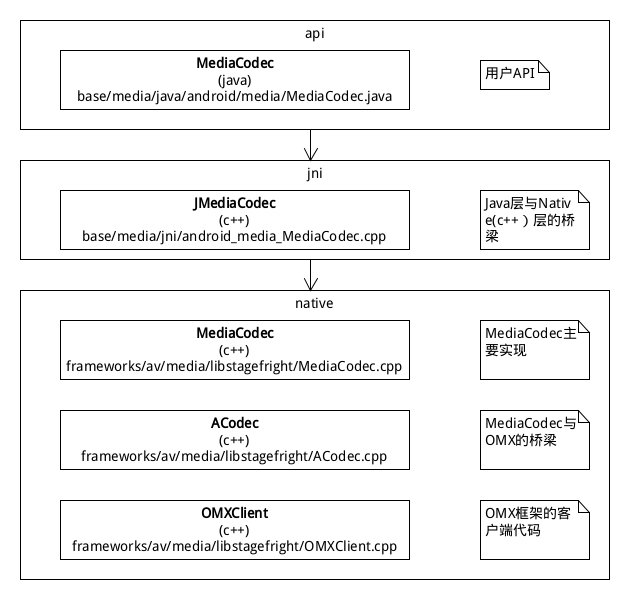 api
MediaCodec
(java)
base/media/java/android/media/MediaCodec.java
用户API
jni
JMediaCodec
(c++)
base/media/jni/android_media_MediaCodec.cpp
Java层与Nativ
e(c++ ) 层的桥
梁
native
MediaCodec
(c++)
frameworks/av/media/libstagefright/MediaCodec.cpp
MediaCodec主
要实现
ACodec
(c++)
frameworks/av/media/libstagefright/ACodec.cpp
MediaCodec与
OMX的桥梁
OMXClient
(c++)
frameworks/av/media/libstagefright/OMXClient.cpp
OMX框架的客
户端代码